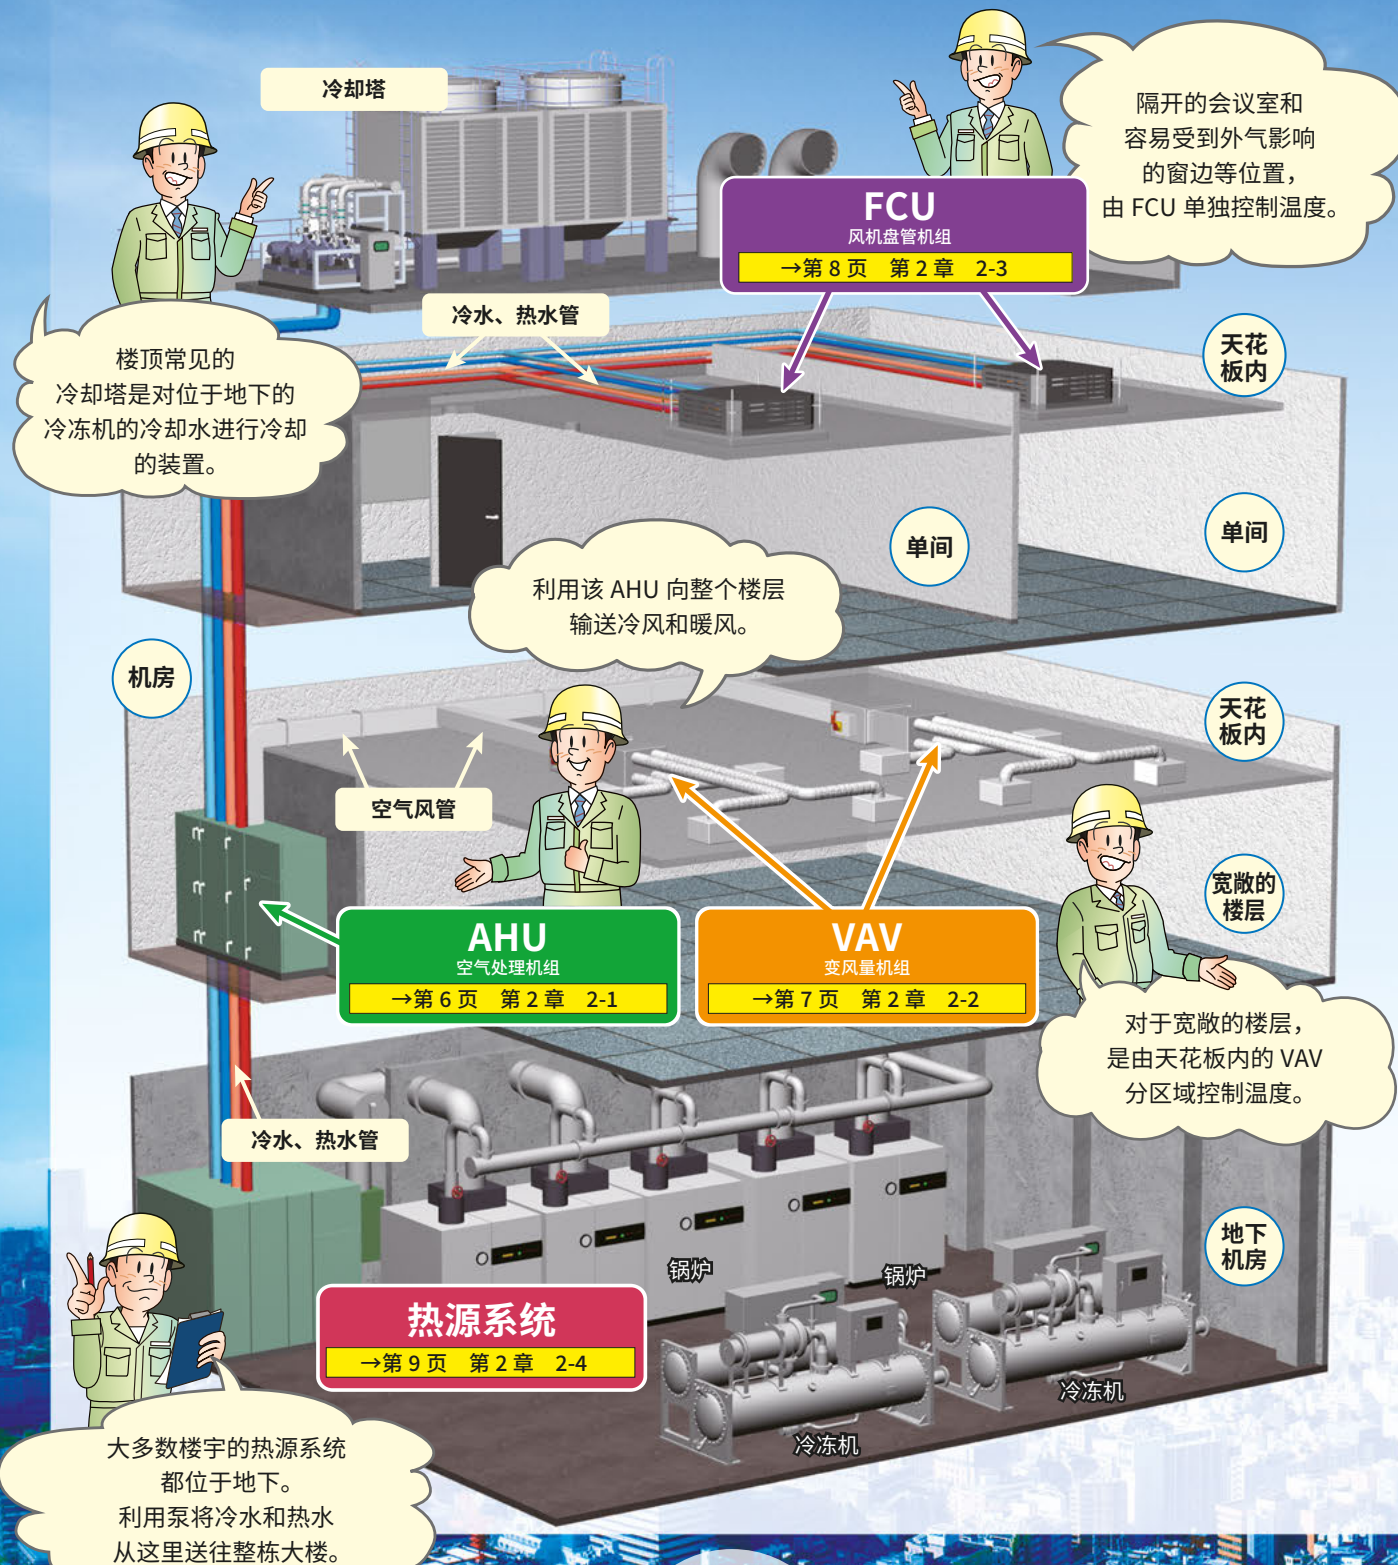 冷却塔
隔开的会议室和
容易受到外气影响
的窗边等位置，
由 FCU 单独控制温度。
FCU
风机盘管机组
→第 8 页　第 2 章　2-3
冷水、热水管
楼顶常见的
冷却塔是对位于地下的
冷冻机的冷却水进行冷却
的装置。
天花
板内
单间
单间
利用该 AHU 向整个楼层
输送冷风和暖风。
机房
天花
板内
空气风管
宽敞的
楼层
AHU
空气处理机组
→第 6 页　第 2 章　2-1
VAV
变风量机组
→第 7 页　第 2 章　2-2
对于宽敞的楼层，
是由天花板内的 VAV
分区域控制温度。
冷水、热水管
地下
机房
锅炉
锅炉
热源系统
→第 9 页　第 2 章　2-4
冷冻机
冷冻机
大多数楼宇的热源系统
都位于地下。
利用泵将冷水和热水
从这里送往整栋大楼。